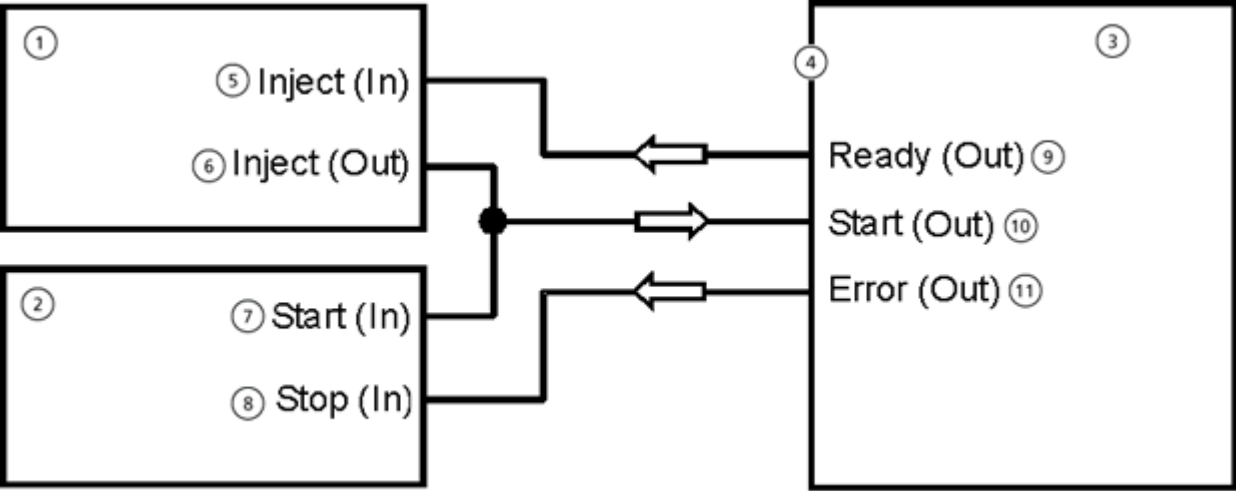 ①
⑤ Inject (In)
⑥ Inject (Out)
②
⑦ Start (In)
⑧ Stop (In)
④
③
Ready (Out) ⑨
Start (Out) ⑩
Error (Out) ⑪